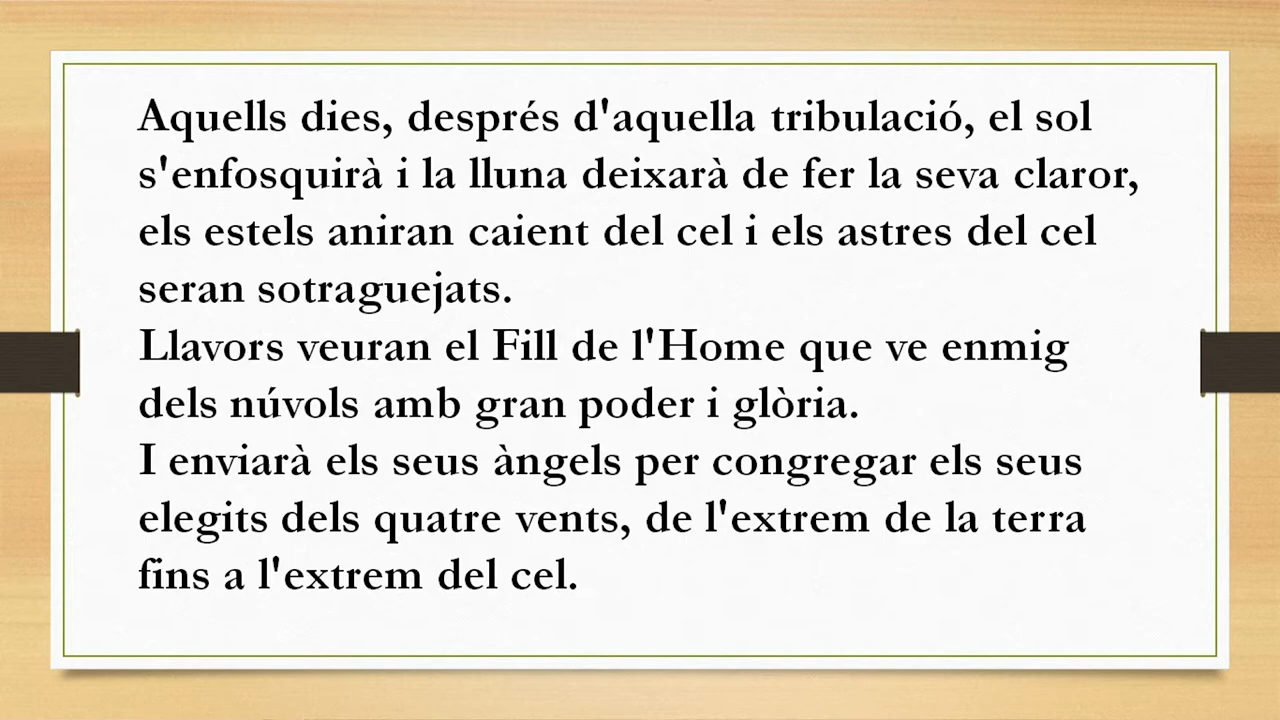 Aquells dies, després d'aquella tribulació, el sol
s'enfosquirà i la lluna deixarà de fer la seva claror,
els estels aniran caient del cel i els astres del cel
seran sotraguejats.
Llavors veuran el Fill de l'Home que ve enmig
dels núvols amb gran poder i glòria.
I enviarà els seus àngels per congregar els seus
elegits dels quatre vents, de l'extrem de la terra
fins a l'extrem del cel.